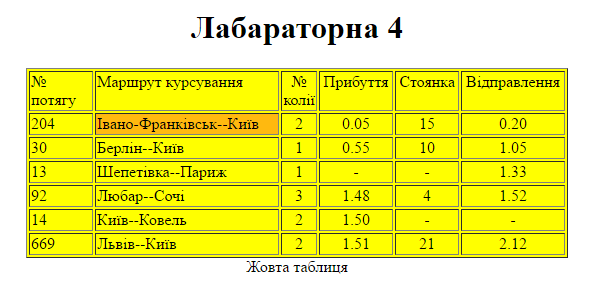 Лабараторна 4
№ потягу Маршрут курсування № колії Прибуття Стоянка Відправлення
204 Івано-Франківськ--Київ 2 0.05 15 0.20
30 Берлін--Київ 1 0.55 10 1.05
13 Шепетівка--Париж 1 - - 1.33
92 Любар--Сочі 3 1.48 4 1.52
14 Київ--Ковель 2 1.50 - -
669 Львів--Київ 2 1.51 21 2.12
Жовта таблиця